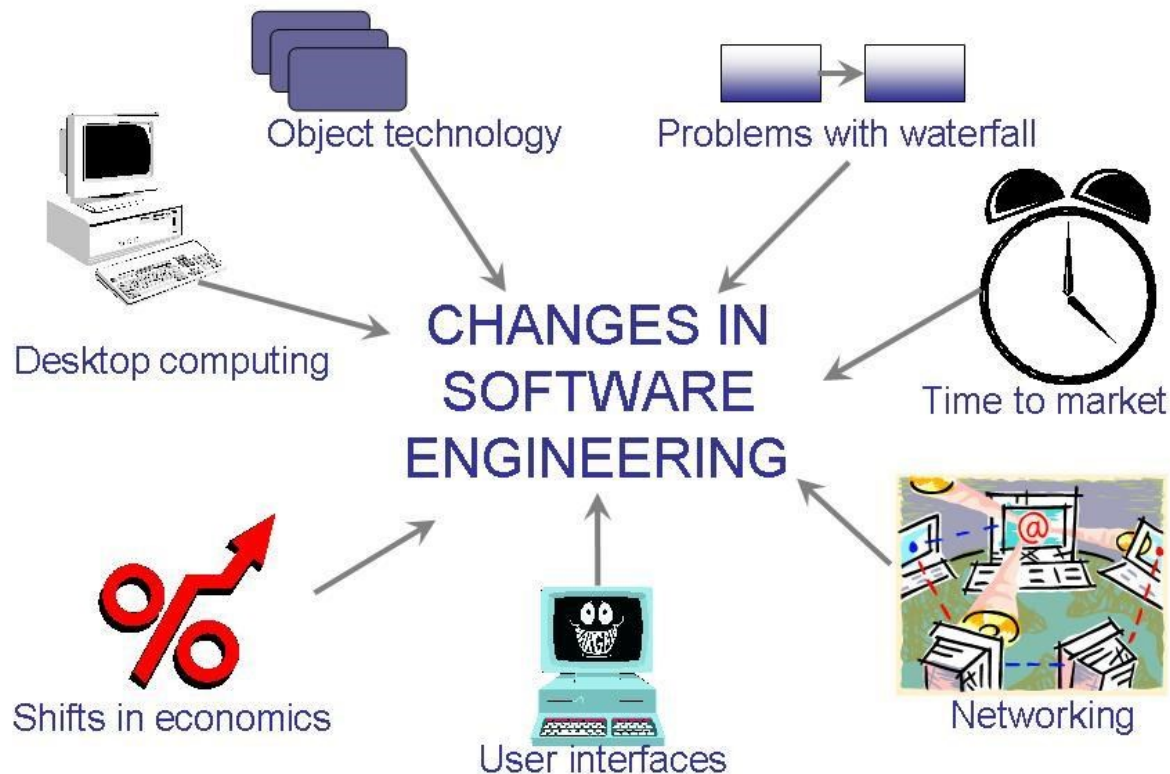 Object technology
Problems with waterfall
Desktop computing
CHANGES IN
SOFTWARE
ENGINEERING
Time to market
@
Shifts in economics
User interfaces
Networking